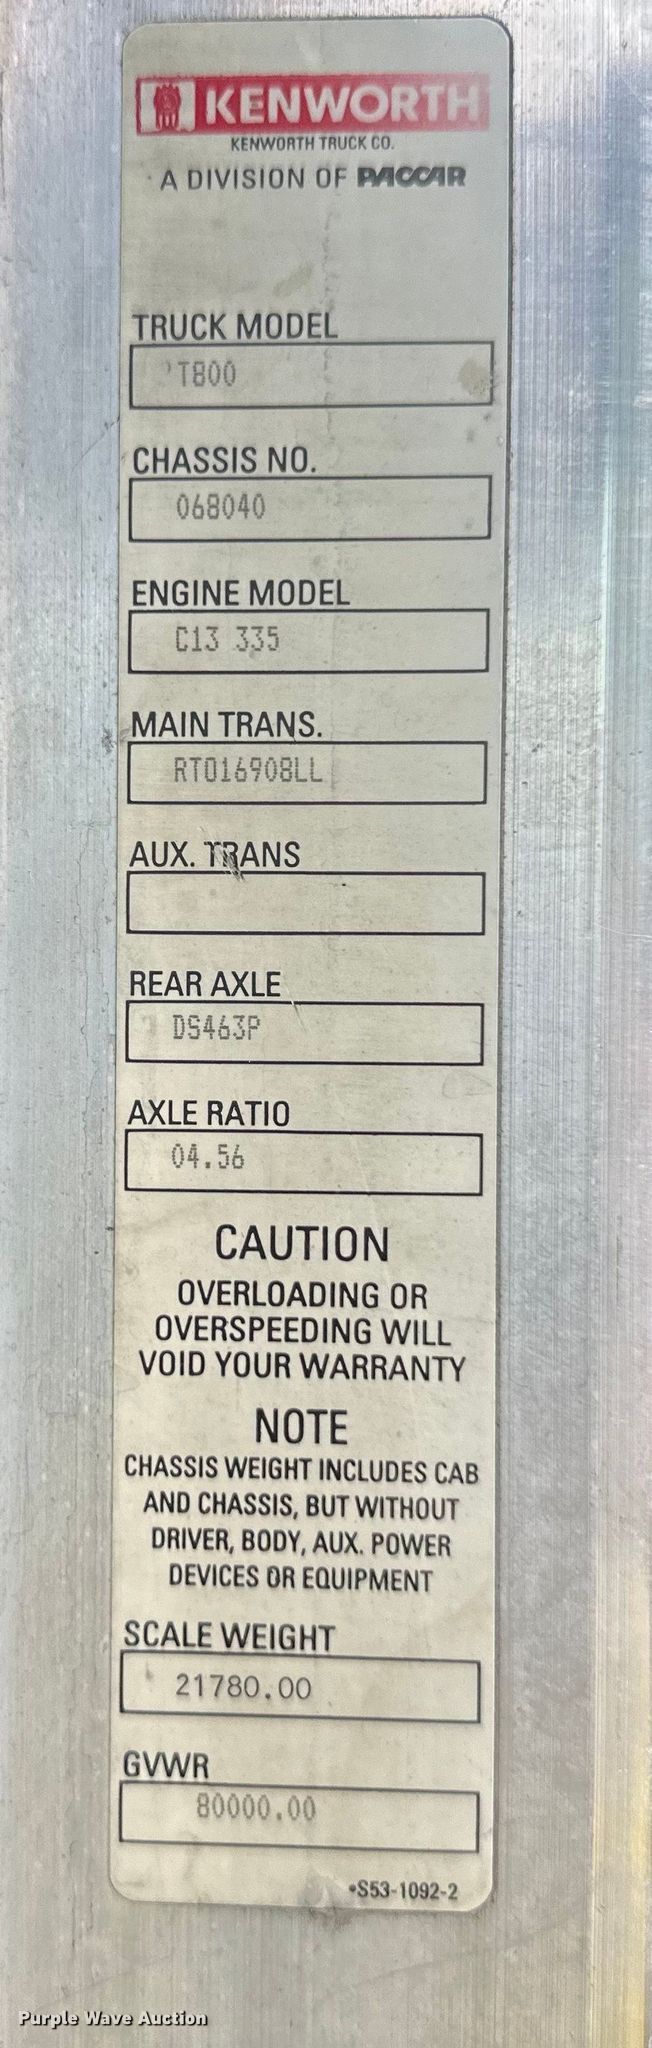 KENWORTH
KENWORTH TRUCK CO.
A DIVISION OF PACCAR
TRUCK MODEL
T800
CHASSIS NO.
068040
ENGINE MODEL
C13 335
MAIN TRANS.
RTO16908LL
AUX. TRANS
REAR AXLE
DS463P
AXLE RATIO
04.56
CAUTION
OVERLOADING OR
OVERSPEEDING WILL
VOID YOUR WARRANTY
NOTE
CHASSIS WEIGHT INCLUDES CAB
AND CHASSIS, BUT WITHOUT
DRIVER, BODY, AUX. POWER
DEVICES OR EQUIPMENT
SCALE WEIGHT
21780.00
GVWR
80000.00
•S53-1092-2
Purple Wave Auction